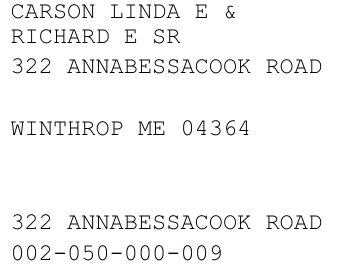 CARSON LINDA E &
RICHARD E SR
322 ANNABESSACOOK ROAD
WINTHROP ME 04364
322 ANNABESSACOOK ROAD
002-050-000-009